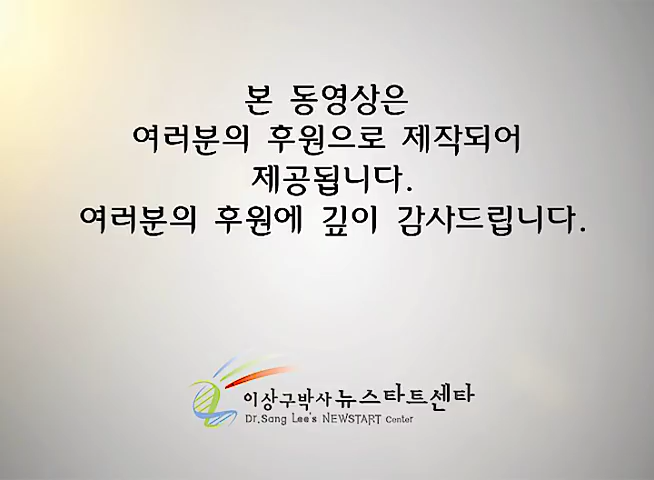 본 동영상은
여러분의 후원으로 제작되어
제공됩니다.
여러분의 후원에 깊이 감사드립니다.
이상구박사 뉴스타트센타
Dr.Sang Lee's NEWSTART Center